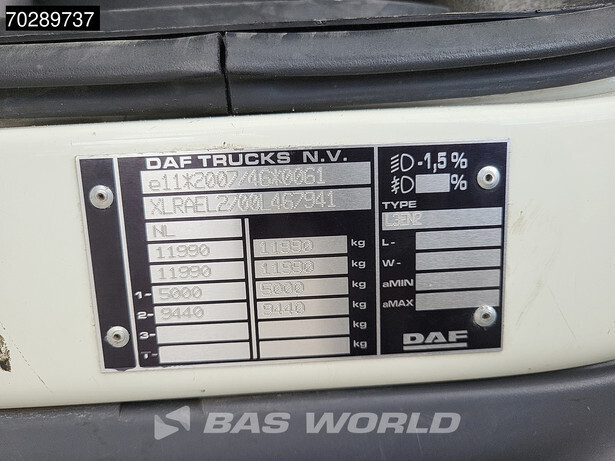 70289737
DAF TRUCKS N.V.
e11*2007/46*0061
XLRAEL2700L467941
NL
11990 11990 kg
11990 11990 kg
1- 5000 5000 kg
2- 9440 9440 kg
3- kg
kg
-1,5 %
%
TYPE
L3EN2
L-
W-
aMIN
aMAX
DAF
BAS WORLD